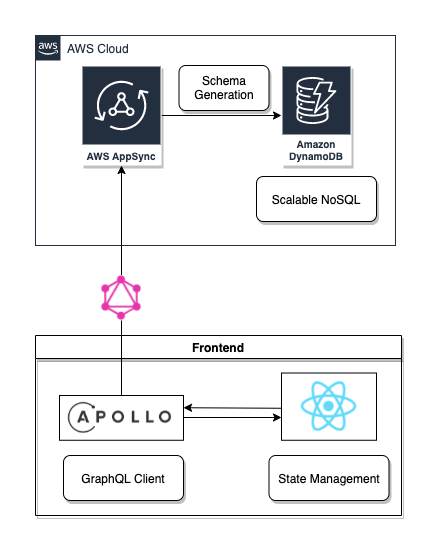 aws
AWS Cloud
Schema
Generation
AWS AppSync
Amazon
DynamoDB
Scalable NoSQL
Frontend
APOLLO
GraphQL Client
State Management